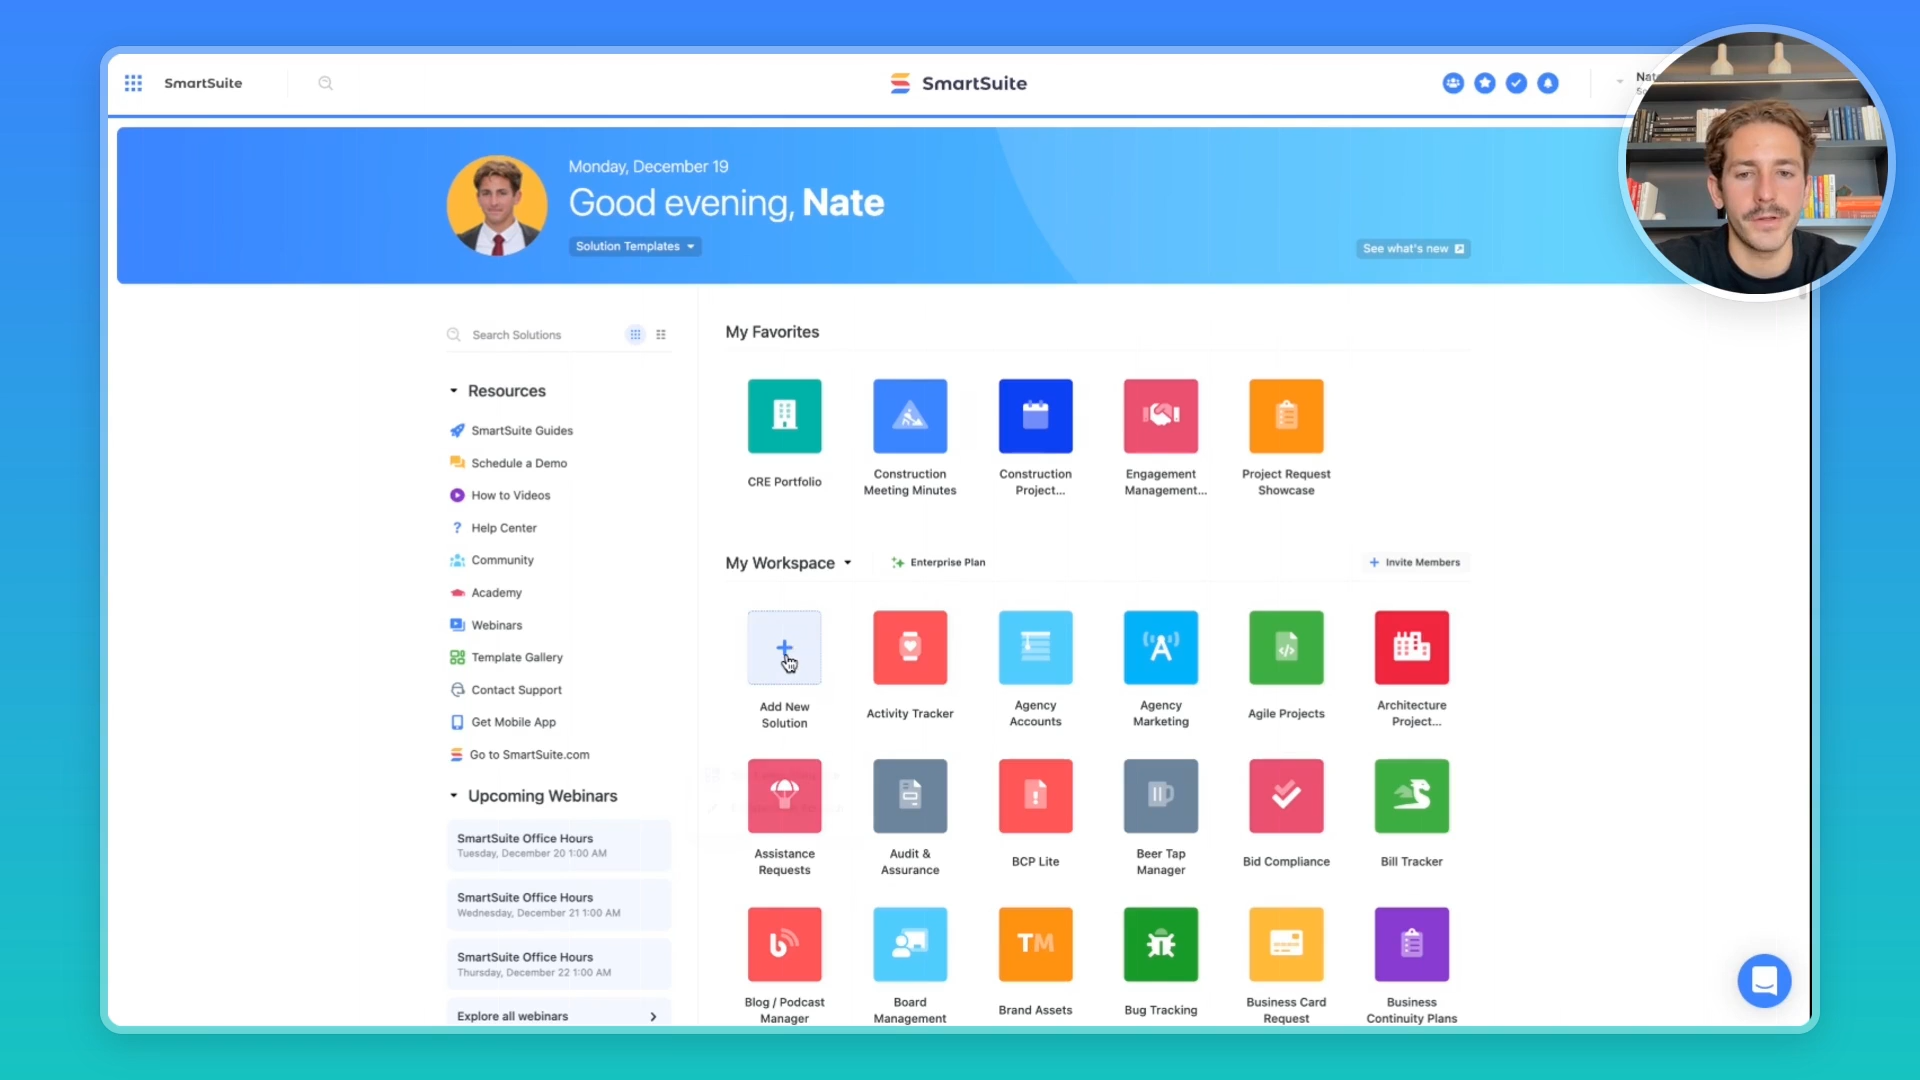 SmartSuite
SmartSuite
Monday, December 19
Good evening, Nate
Solution Templates
See what's new
Search Solutions
Resources
SmartSuite Guides
Schedule a Demo
How to Videos
? Help Center
Community
Academy
Webinars
Template Gallery
Contact Support
Get Mobile App
Go to SmartSuite.com
Upcoming Webinars
SmartSuite Office Hours
Tuesday, December 20 1:00 AM
SmartSuite Office Hours
Wednesday, December 21 1:00 AM
SmartSuite Office Hours
Thursday, December 22 1:00 AM
Explore all webinars
My Favorites
CRE Portfolio
Construction
Meeting Minutes
Construction
Project...
Engagement
Management...
Project Request
Showcase
My Workspace
Enterprise Plan
+ Invite Members
Add New
Solution
Activity Tracker
Agency
Accounts
A
Agency
Marketing
Agile Projects
Architecture
Project...
Assistance
Requests
Audit &
Assurance
BCP Lite
Beer Tap
Manager
Bid Compliance
Bill Tracker
b
Blog / Podcast
Manager
Board
Management
TM
Brand Assets
Bug Tracking
Business Card
Request
Business
Continuity Plans